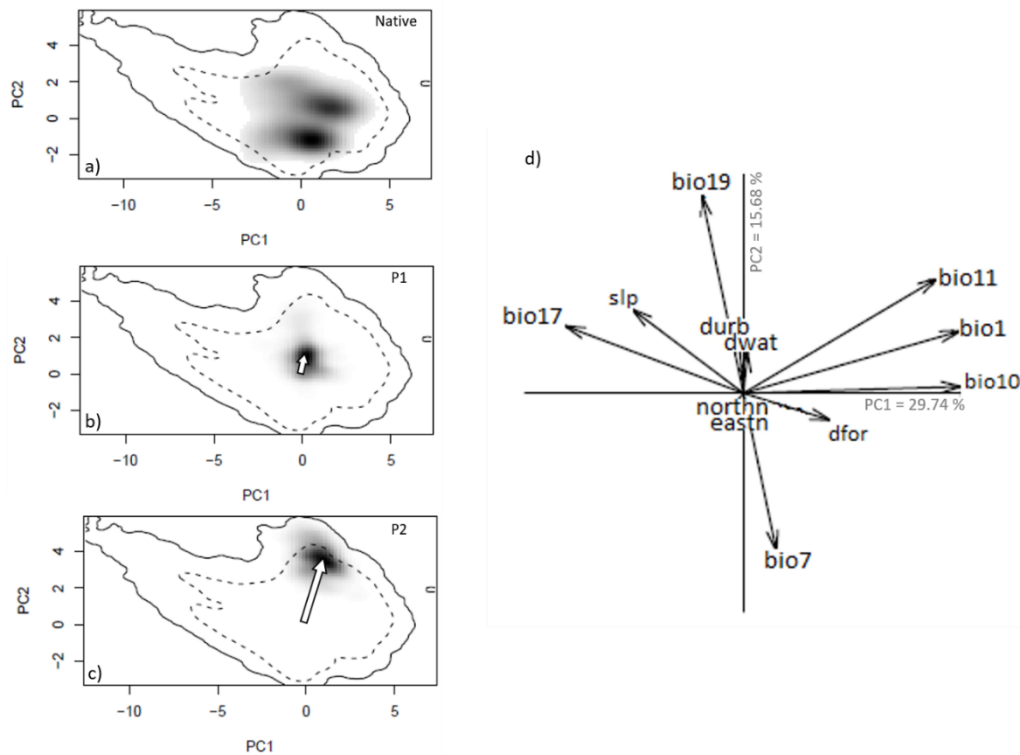 Native
4
2
0
−2
PC2
a)
−10
−5
0
5
PC1
P1
4
2
0
−2
PC2
b)
−10
−5
0
5
PC1
P2
4
2
0
−2
PC2
c)
−10
−5
0
5
PC1
d)
bio19
PC2 = 15.68 %
bio11
slp
bio17
durb
dwat
bio1
bio10
PC1 = 29.74 %
northn
eastn
dfor
bio7